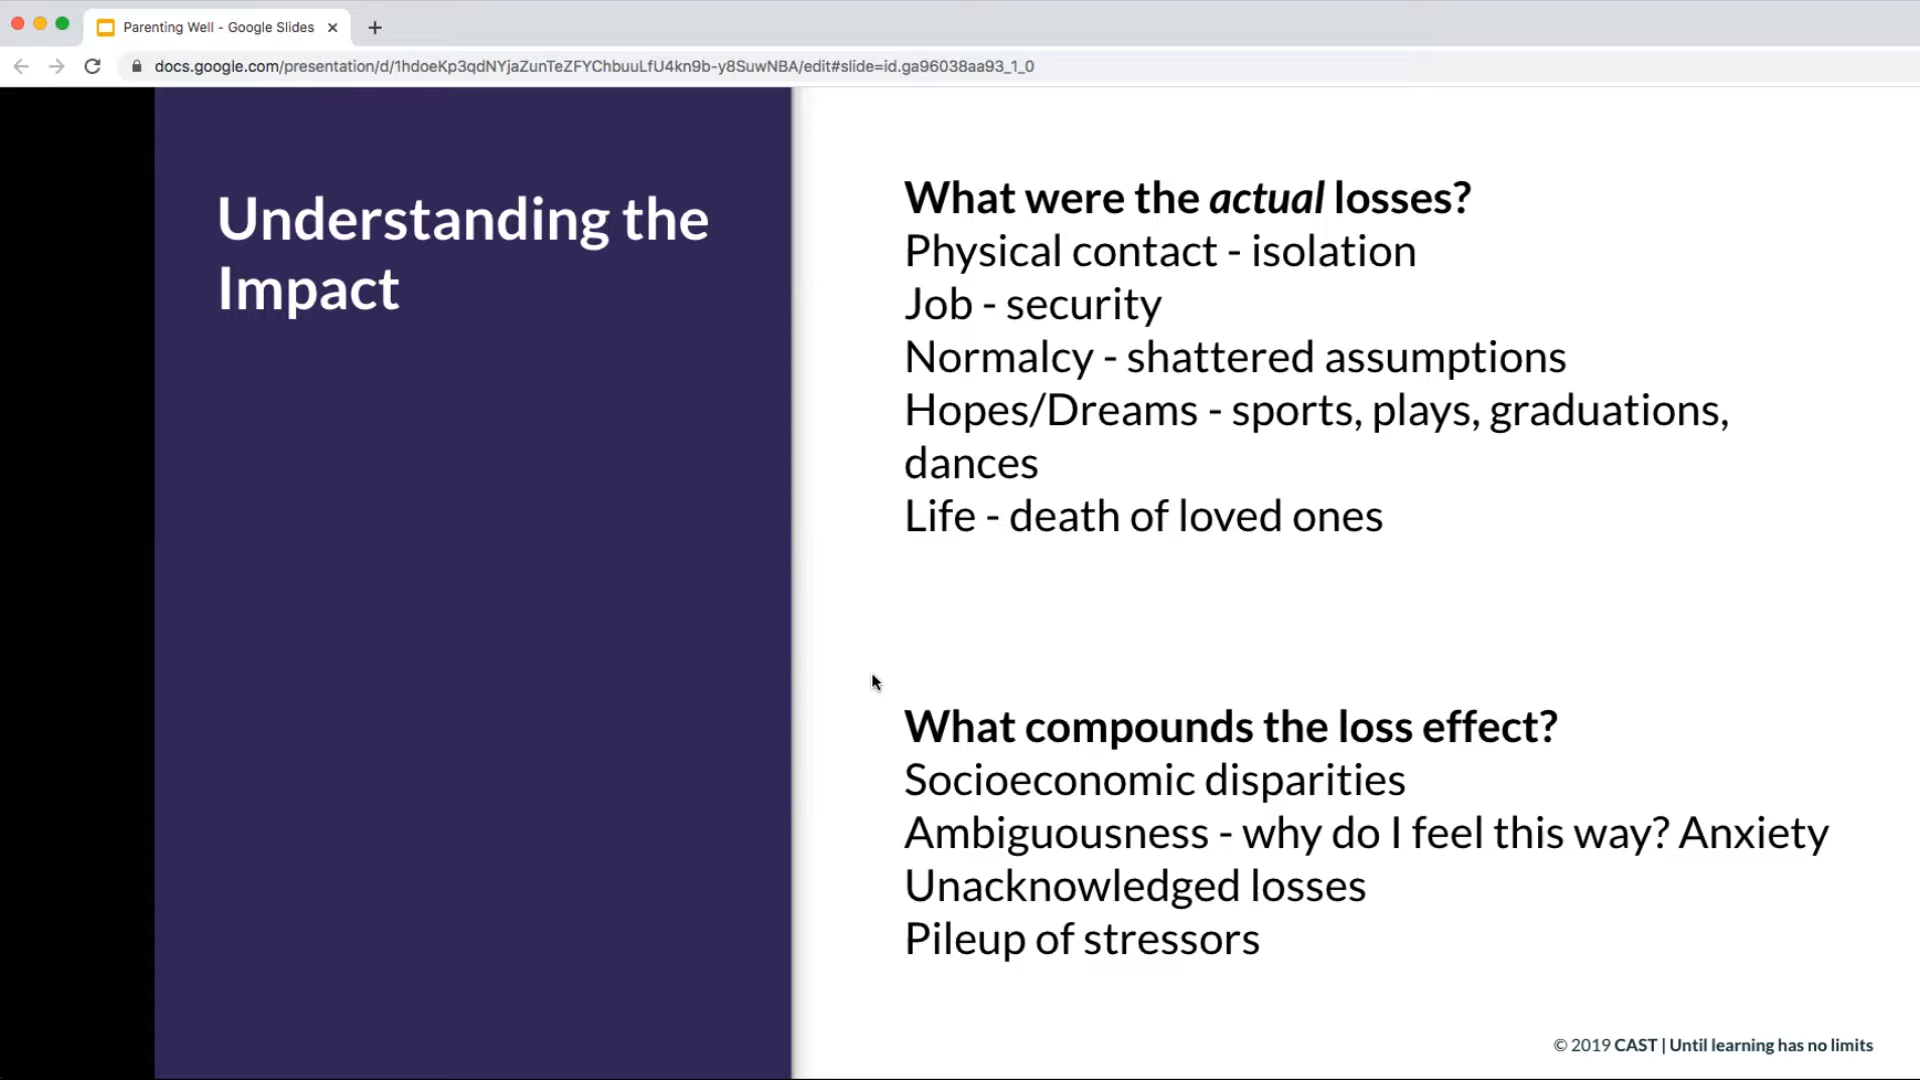 Parenting Well - Google Slides
docs.google.com/presentation/d/1hdoeKp3qdNYjaZunTeZFYChbuuLfU4kn9b-y8SuwNBA/edit#slide=id.ga96038aa93_1_0
Understanding the
Impact
What were the actual losses?
Physical contact - isolation
Job - security
Normalcy - shattered assumptions
Hopes/Dreams - sports, plays, graduations,
dances
Life - death of loved ones
What compounds the loss effect?
Socioeconomic disparities
Ambiguousness - why do I feel this way? Anxiety
Unacknowledged losses
Pileup of stressors
© 2019 CAST | Until learning has no limits